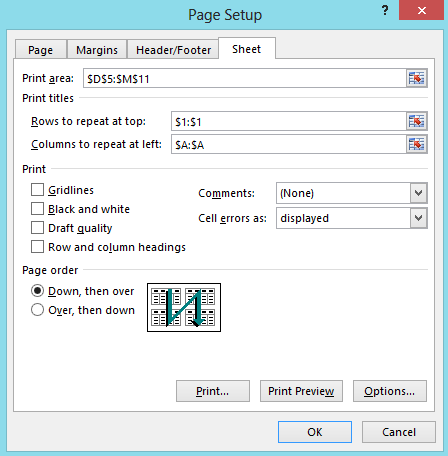 Page Setup
?
Page Margins Header/Footer Sheet
Print area: $D$5:$M$11
Print titles
Rows to repeat at top: $1:$1
Columns to repeat at left: $A:$A
Print
Gridlines
Comments: (None)
Black and white
Cell errors as: displayed
Draft quality
Row and column headings
Page order
Down, then over
Over, then down
Print... Print Preview Options...
OK Cancel